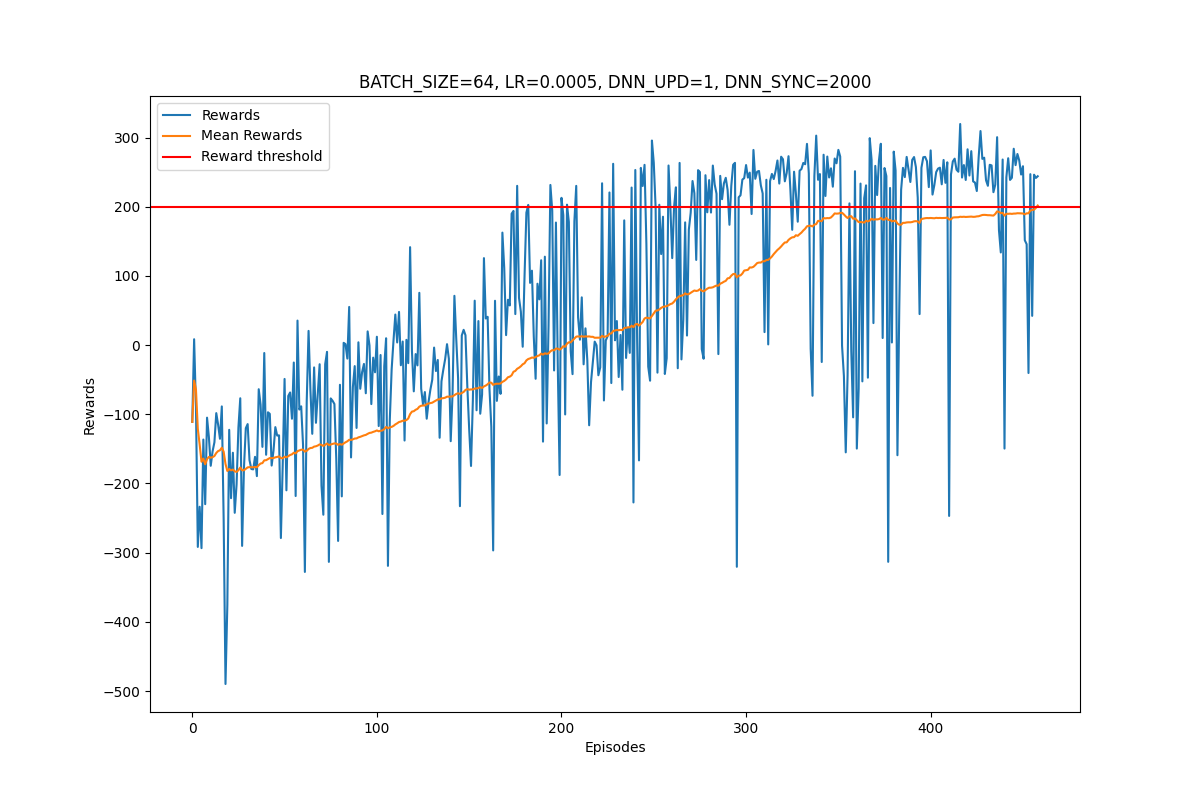 BATCH_SIZE=64, LR=0.0005, DNN_UPD=1, DNN_SYNC=2000
Rewards
Mean Rewards
Reward threshold
300
200
100
0
−100
−200
−300
−400
−500
Rewards
0
100
200
300
400
Episodes